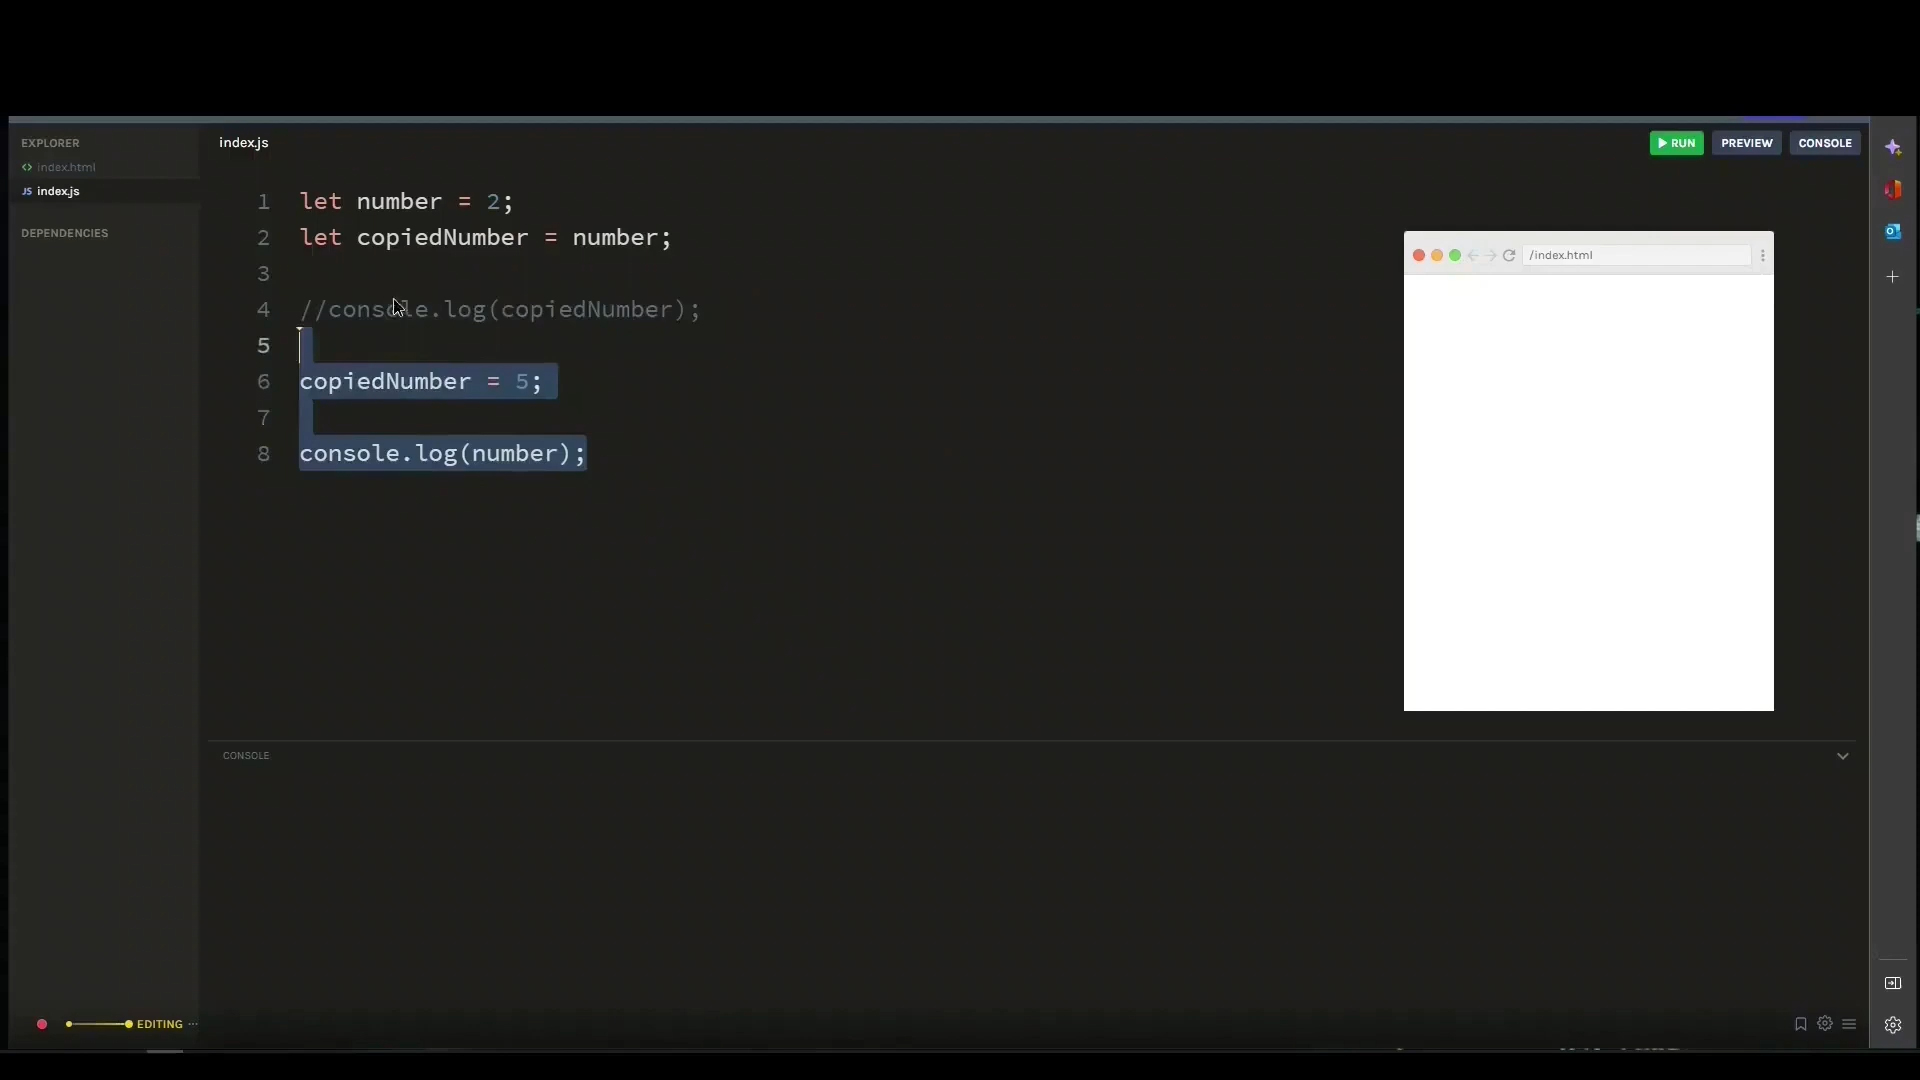 EXPLORER
index.html
JS index.js
DEPENDENCIES
index.js
RUN
PREVIEW
CONSOLE
1 let number = 2;
2 let copiedNumber = number;
3
4 //console.log(copiedNumber);
5
6 copiedNumber = 5;
7
8 console.log(number);
/index.html
CONSOLE
EDITING